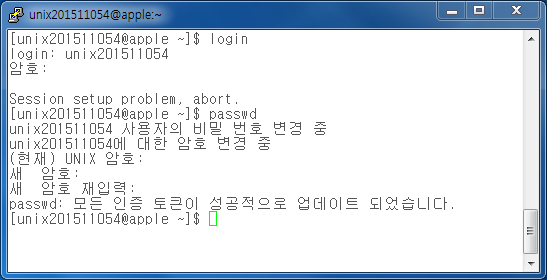 unix201511054@apple:~
[unix201511054@apple ~]$ login
login: unix201511054
암호:
Session setup problem, abort.
[unix201511054@apple ~]$ passwd
unix201511054 사용자의 비밀 번호 변경 중
unix201511054에 대한 암호 변경 중
(현재) UNIX 암호:
새  암호:
새  암호 재입력:
passwd: 모든 인증 토큰이 성공적으로 업데이트 되었습니다.
[unix201511054@apple ~]$